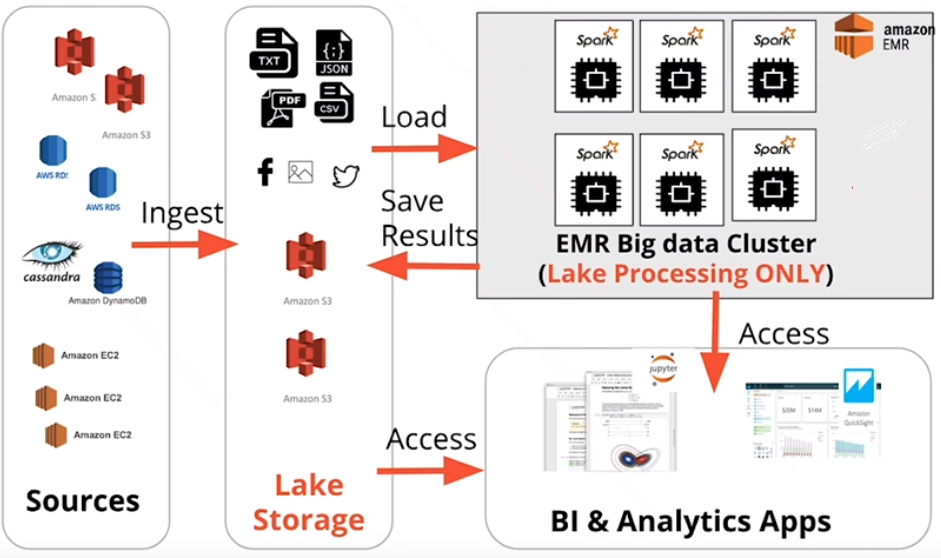 Amazon S
Amazon S3
AWS RDS
AWS RDS
cassandra
Amazon DynamoDB
Amazon EC2
Amazon EC2
Amazon EC2
Sources
Ingest
TXT
{;}
JSON
PDF
CSV
f
Amazon S3
Amazon S3
Lake
Storage
Load
Save
Results
Access
Spark
Spark
Spark
Spark
Spark
Spark
amazon
EMR
EMR Big data Cluster
(Lake Processing ONLY)
Access
jupyter
$20M
$14M
Amazon
QuickSight
BI & Analytics Apps